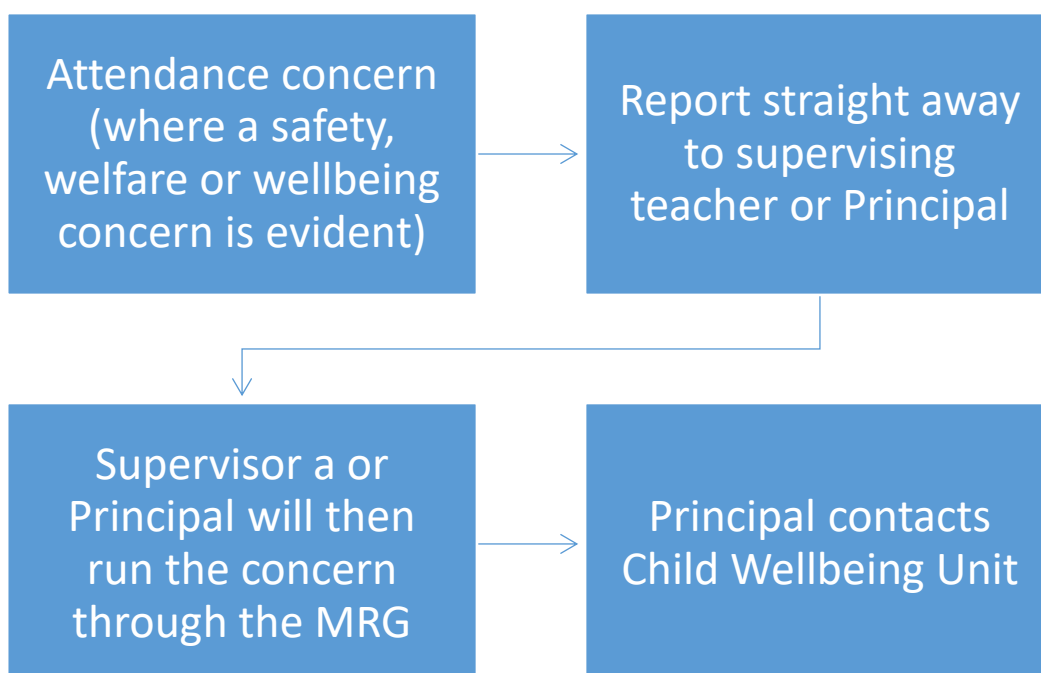 Attendance concern
(where a safety,
welfare or wellbeing
concern is evident)
Report straight away
to supervising
teacher or Principal
Supervisor a or
Principal will then
run the concern
through the MRG
Principal contacts
Child Wellbeing Unit